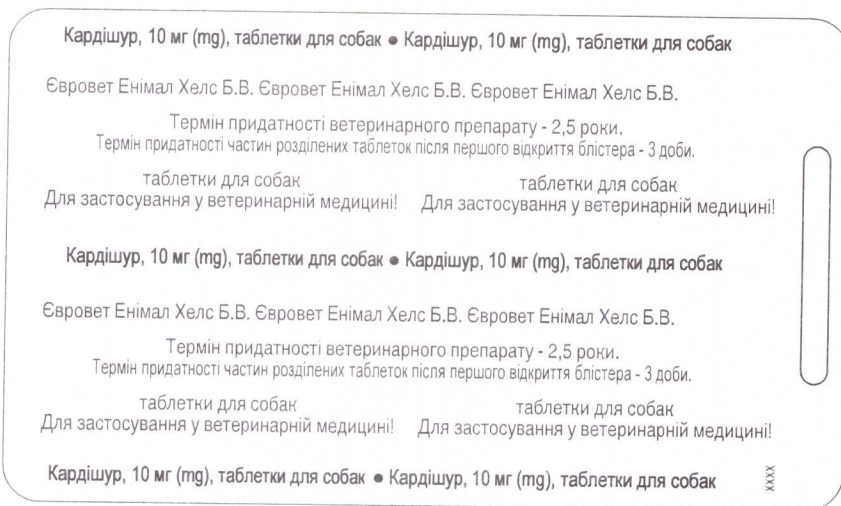 Кардішур, 10 мг (mg), таблетки для собак ● Кардішур, 10 мг (mg), таблетки для собак
Євровет Енімал Хелс Б.В. Євровет Енімал Хелс Б.В. Євровет Енімал Хелс Б.В.
Термін придатності ветеринарного препарату - 2,5 роки.
Термін придатності частин розділених таблеток після першого відкриття блістера - 3 доби.
таблетки для собак таблетки для собак
Для застосування у ветеринарній медицині! Для застосування у ветеринарній медицині!
Кардішур, 10 мг (mg), таблетки для собак ● Кардішур, 10 мг (mg), таблетки для собак
Євровет Енімал Хелс Б.В. Євровет Енімал Хелс Б.В. Євровет Енімал Хелс Б.В.
Термін придатності ветеринарного препарату - 2,5 роки.
Термін придатності частин розділених таблеток після першого відкриття блістера - 3 доби.
таблетки для собак таблетки для собак
Для застосування у ветеринарній медицині! Для застосування у ветеринарній медицині!
Кардішур, 10 мг (mg), таблетки для собак ● Кардішур, 10 мг (mg), таблетки для собак
XXXX